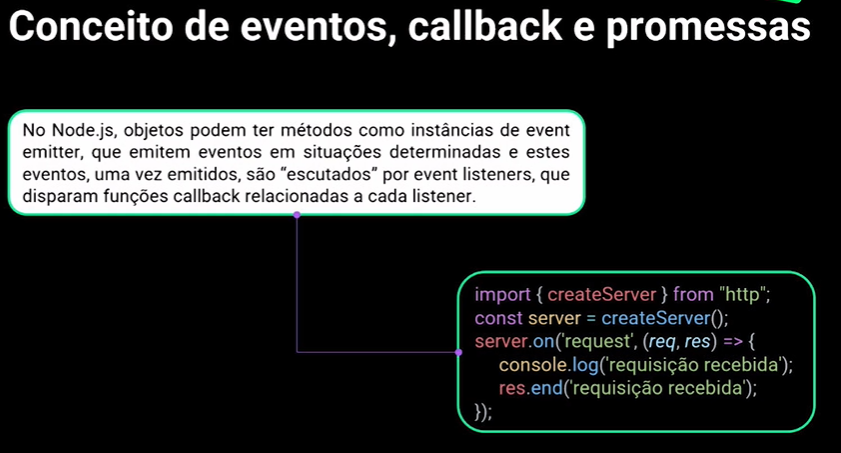 Conceito de eventos, callback e promessas
No Node.js, objetos podem ter métodos como instâncias de event
emitter, que emitem eventos em situações determinadas e estes
eventos, uma vez emitidos, são “escutados” por event listeners, que
disparam funções callback relacionadas a cada listener.
import { createServer } from "http";
const server = createServer();
server.on('request', (req, res) => {
console.log('requisição recebida');
res.end('requisição recebida');
});